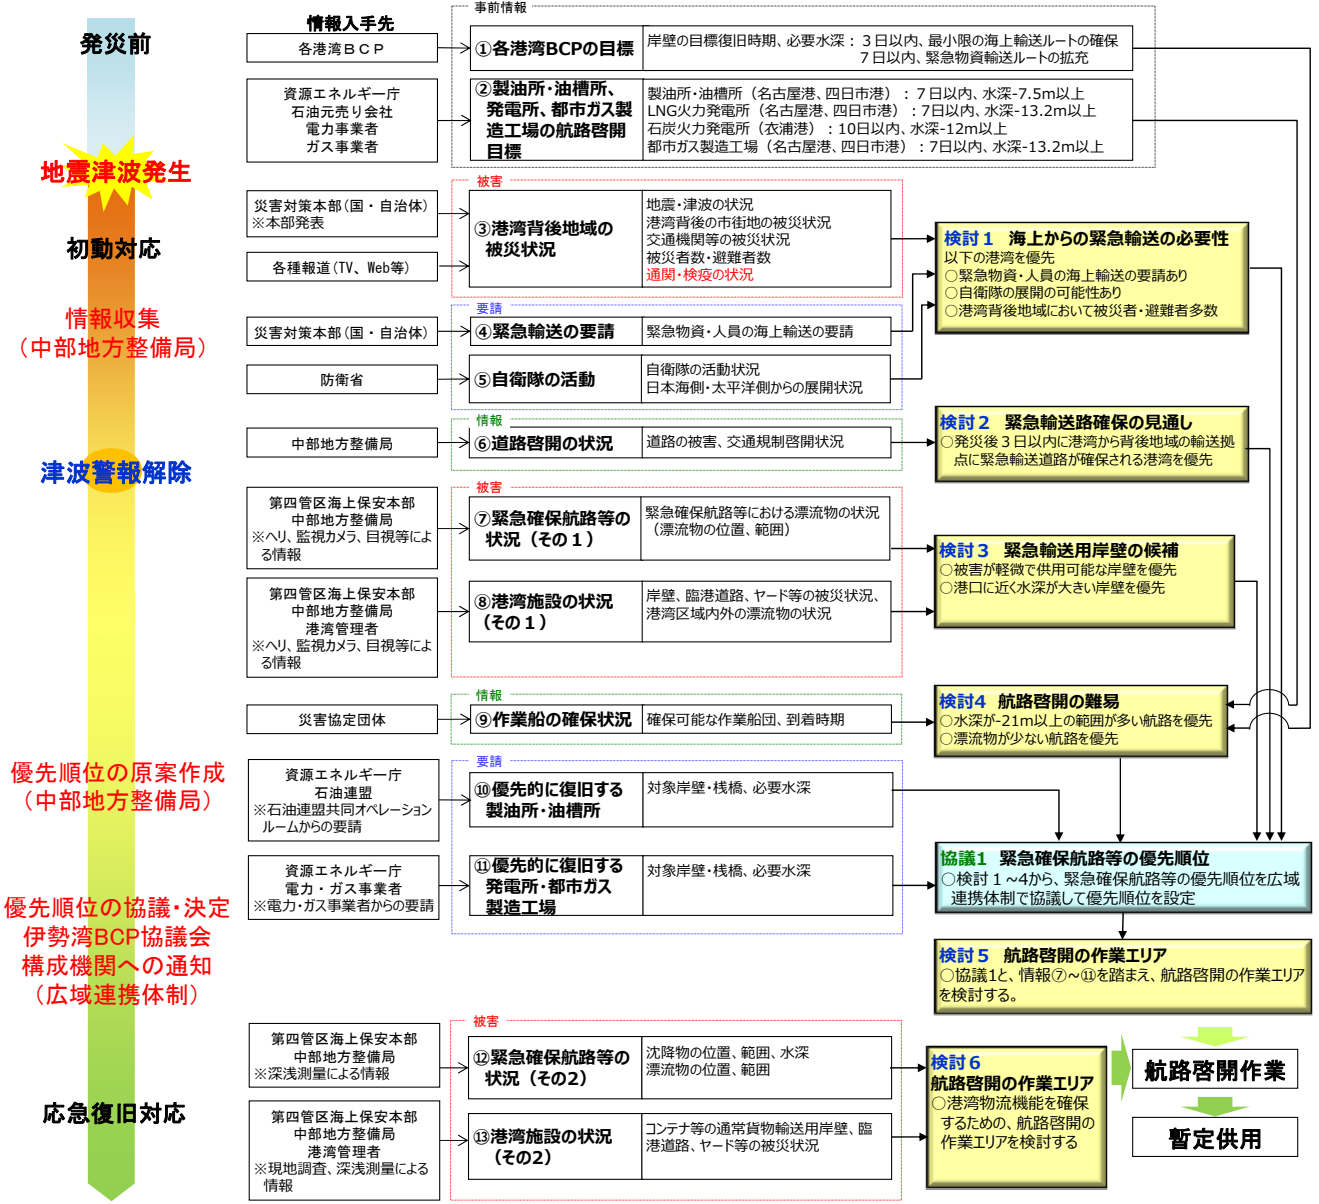 発災前
地震津波発生
初動対応
情報収集
（中部地方整備局）
津波警報解除
優先順位の原案作成
（中部地方整備局）
優先順位の協議・決定
伊勢湾BCP協議会
構成機関への通知
（広域連携体制）
応急復旧対応
情報入手先
事前情報
各港湾ＢＣＰ
①各港湾BCPの目標
岸壁の目標復旧時期、必要水深：３日以内、最小限の海上輸送ルートの確保
７日以内、緊急物資輸送ルートの拡充
資源エネルギー庁
石油元売り会社
電力事業者
ガス事業者
②製油所・油槽所、
発電所、都市ガス製
造工場の航路啓開
目標
製油所・油槽所（名古屋港、四日市港）：７日以内、水深-7.5m以上
LNG火力発電所（名古屋港、四日市港）：7日以内、水深-13.2m以上
石炭火力発電所（衣浦港）：10日以内、水深-12m以上
都市ガス製造工場（名古屋港、四日市港）：7日以内、水深-13.2m以上
被害
災害対策本部（国・自治体）
※本部発表
各種報道（TV、Web等）
③港湾背後地域の
被災状況
地震・津波の状況
港湾背後の市街地の被災状況
交通機関等の被災状況
被災者数・避難者数
通関・検疫の状況
検討１　海上からの緊急輸送の必要性
以下の港湾を優先
○緊急物資・人員の海上輸送の要請あり
○自衛隊の展開の可能性あり
○港湾背後地域において被災者・避難者多数
要請
災害対策本部（国・自治体）
④緊急輸送の要請
緊急物資・人員の海上輸送の要請
防衛省
⑤自衛隊の活動
自衛隊の活動状況
日本海側・太平洋側からの展開状況
情報
中部地方整備局
⑥道路啓開の状況
道路の被害、交通規制啓開状況
検討２　緊急輸送路確保の見通し
○発災後３日以内に港湾から背後地域の輸送拠
点に緊急輸送道路が確保される港湾を優先
被害
第四管区海上保安本部
中部地方整備局
※ヘリ、監視カメラ、目視等によ
る情報
⑦緊急確保航路等の
状況（その１）
緊急確保航路等における漂流物の状況
（漂流物の位置、範囲）
検討３　緊急輸送用岸壁の候補
○被害が軽微で供用可能な岸壁を優先
○港口に近く水深が大きい岸壁を優先
第四管区海上保安本部
中部地方整備局
港湾管理者
※ヘリ、監視カメラ、目視等によ
る情報
⑧港湾施設の状況
（その１）
岸壁、臨港道路、ヤード等の被災状況、
港湾区域内外の漂流物の状況
情報
災害協定団体
⑨作業船の確保状況
確保可能な作業船団、到着時期
検討4　航路啓開の難易
○水深が-21m以上の範囲が多い航路を優先
○漂流物が少ない航路を優先
要請
資源エネルギー庁
石油連盟
※石油連盟共同オペレーション
ルームからの要請
⑩優先的に復旧する
製油所・油槽所
対象岸壁・桟橋、必要水深
資源エネルギー庁
電力・ガス事業者
※電力・ガス事業者からの要請
⑪優先的に復旧する
発電所・都市ガス
製造工場
対象岸壁・桟橋、必要水深
協議1　緊急確保航路等の優先順位
○検討１～4から、緊急確保航路等の優先順位を広域
連携体制で協議して優先順位を設定
検討５　航路啓開の作業エリア
○協議1と、情報⑦～⑪を踏まえ、航路啓開の作業エリア
を検討する。
被害
第四管区海上保安本部
中部地方整備局
※深浅測量による情報
⑫緊急確保航路等の
状況（その2）
沈降物の位置、範囲、水深
漂流物の位置、範囲
第四管区海上保安本部
中部地方整備局
港湾管理者
※現地調査、深浅測量による
情報
⑬港湾施設の状況
（その2）
コンテナ等の通常貨物輸送用岸壁、臨
港道路、ヤード等の被災状況
検討６
航路啓開の作業エリア
○港湾物流機能を確保
するための、航路啓開の
作業エリアを検討する
航路啓開作業
暫定供用